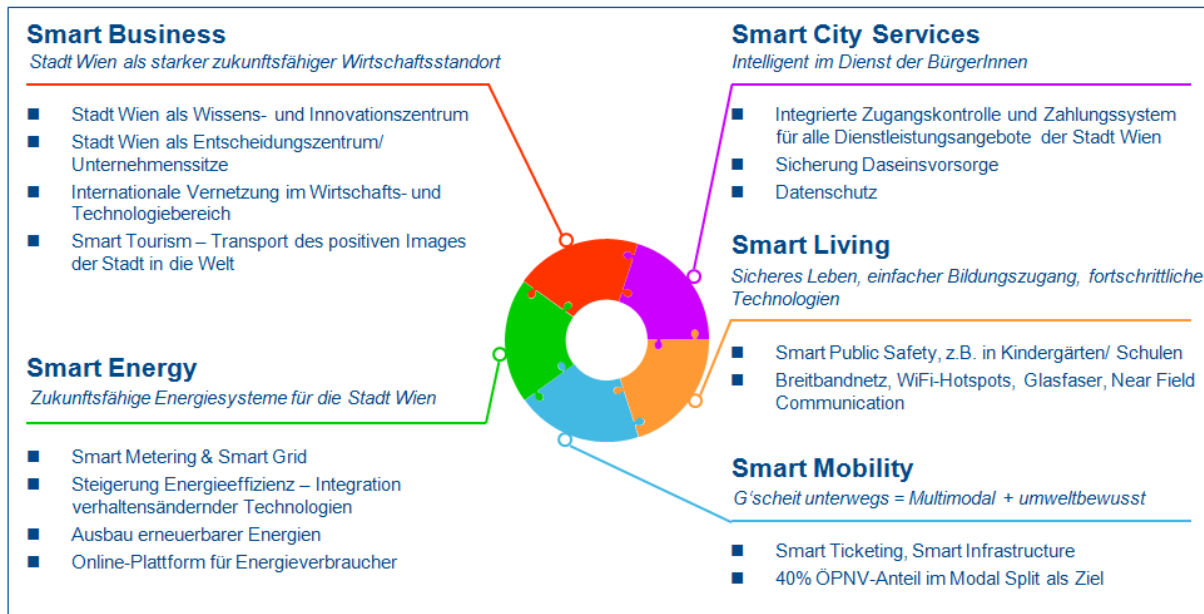 Smart Business
Stadt Wien als starker zukunftsfähiger Wirtschaftsstandort
■ Stadt Wien als Wissens- und Innovationszentrum
■ Stadt Wien als Entscheidungszentrum/
Unternehmenssitze
■ Internationale Vernetzung im Wirtschafts- und
Technologiebereich
■ Smart Tourism – Transport des positiven Images
der Stadt in die Welt
Smart Energy
Zukunftsfähige Energiesysteme für die Stadt Wien
■ Smart Metering & Smart Grid
■ Steigerung Energieeffizienz – Integration
verhaltensändernder Technologien
■ Ausbau erneuerbarer Energien
■ Online-Plattform für Energieverbraucher
Smart City Services
Intelligent im Dienst der BürgerInnen
■ Integrierte Zugangskontrolle und Zahlungssystem
für alle Dienstleistungsangebote der Stadt Wien
■ Sicherung Daseinsvorsorge
■ Datenschutz
Smart Living
Sicheres Leben, einfacher Bildungszugang, fortschrittliche
Technologien
■ Smart Public Safety, z.B. in Kindergärten/ Schulen
■ Breitbandnetz, WiFi-Hotspots, Glasfaser, Near Field
Communication
Smart Mobility
G‘scheit unterwegs = Multimodal + umweltbewusst
■ Smart Ticketing, Smart Infrastructure
■ 40% ÖPNV-Anteil im Modal Split als Ziel